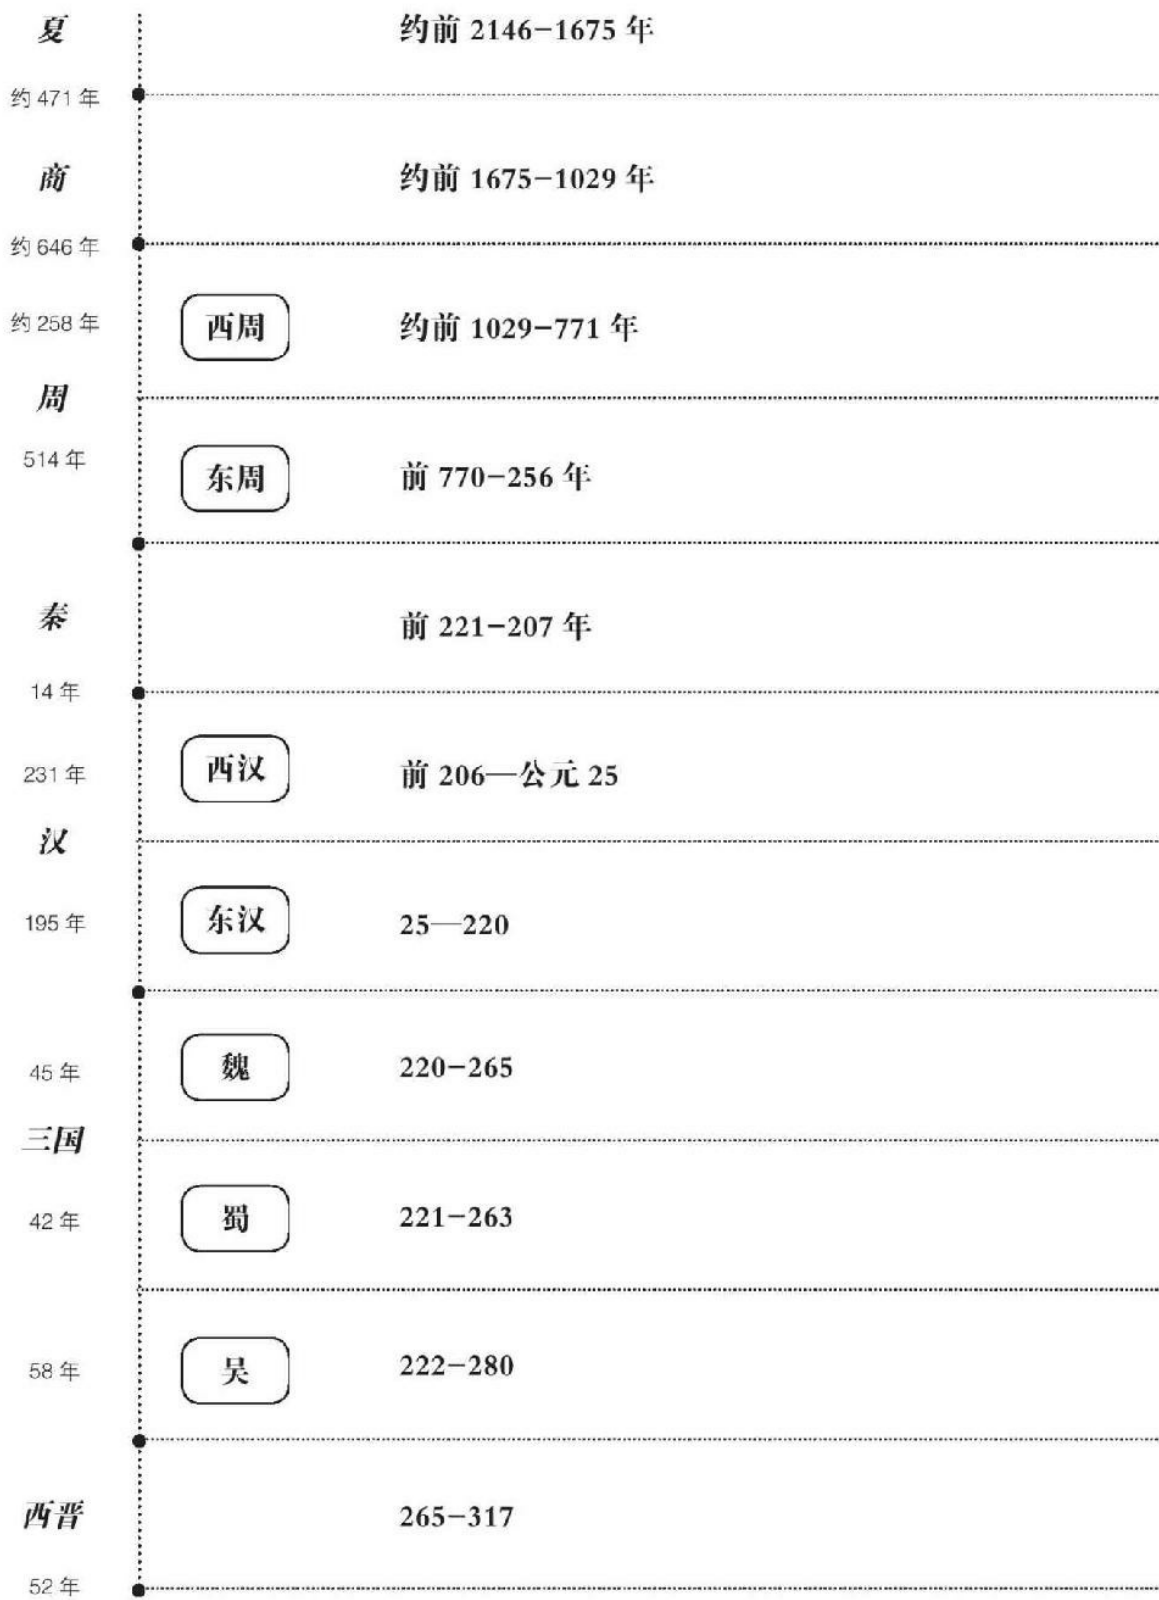 夏 约前 2146-1675 年
约 471 年
商 约前 1675-1029 年
约 646 年
约 258 年 西周 约前 1029-771 年
周
514 年 东周 前 770-256 年
秦 前 221-207 年
14 年
231 年 西汉 前 206—公元 25
汉
195 年 东汉 25—220
45 年 魏 220-265
三国
42 年 蜀 221-263
58 年 吴 222-280
西晋 265-317
52 年